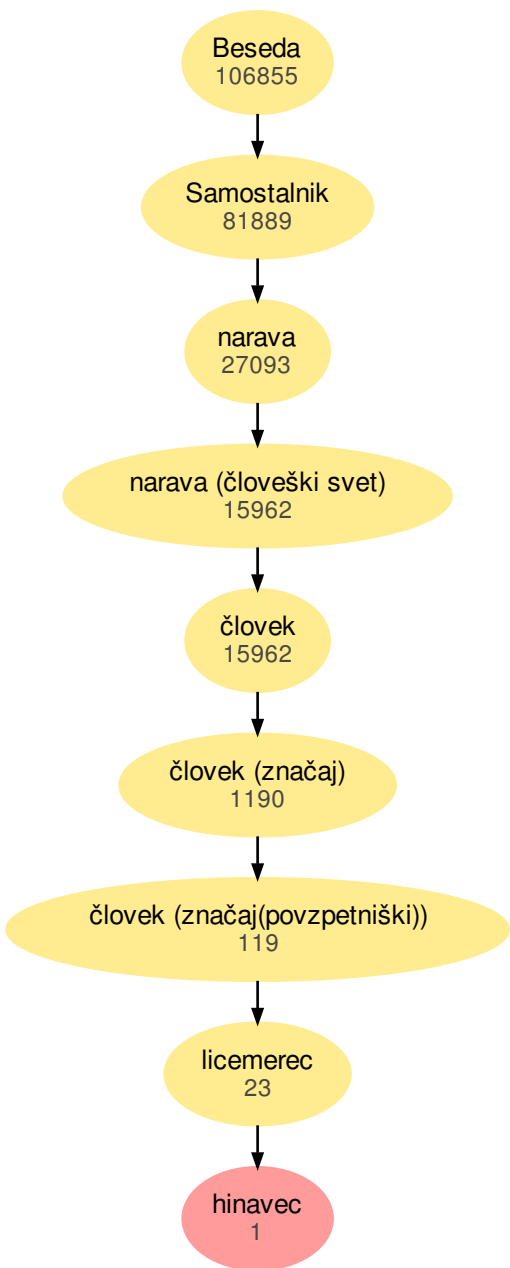 Beseda
106855
Samostalnik
81889
narava
27093
narava (človeški svet)
15962
človek
15962
človek (značaj)
1190
človek (značaj(povzpetniški))
119
licemerec
23
hinavec
1